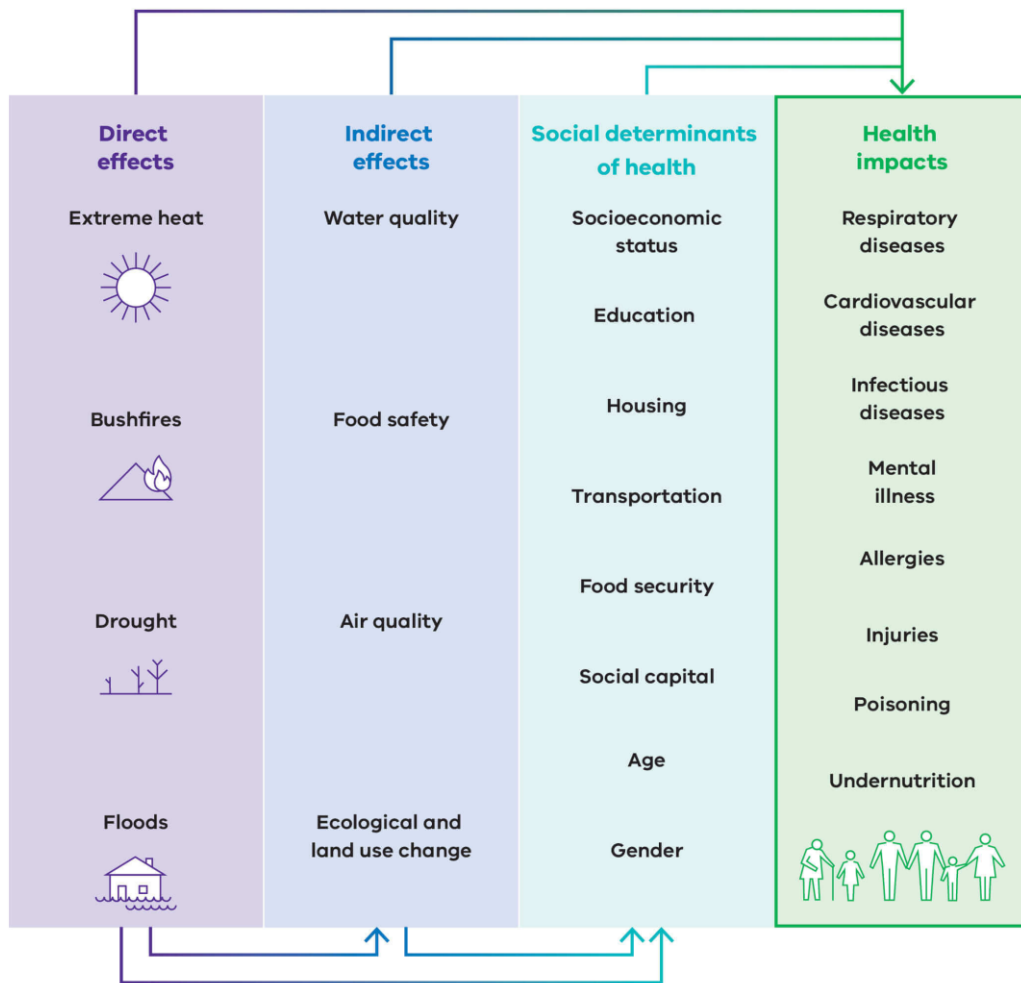 Direct
effects
Extreme heat
Bushfires
Drought
Floods
Indirect
effects
Water quality
Food safety
Air quality
Ecological and
land use change
Social determinants
of health
Socioeconomic
status
Education
Housing
Transportation
Food security
Social capital
Age
Gender
Health
impacts
Respiratory
diseases
Cardiovascular
diseases
Infectious
diseases
Mental
illness
Allergies
Injuries
Poisoning
Undernutrition